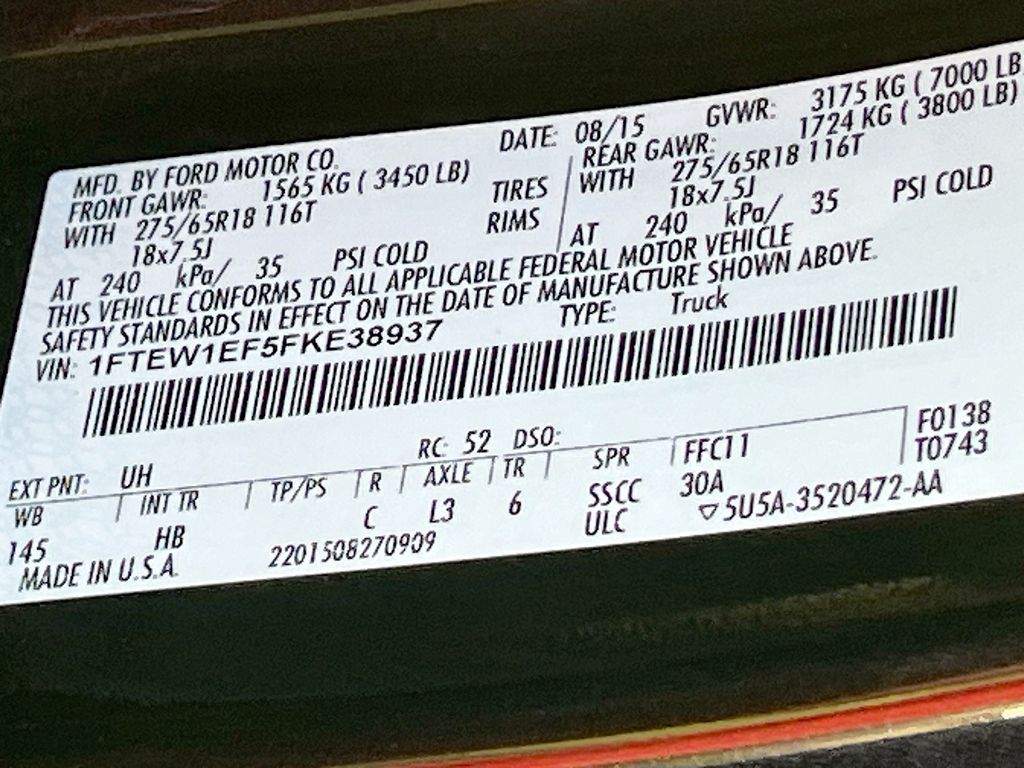 MFD. BY FORD MOTOR CO. DATE: 08/15 GVWR: 3175 KG ( 7000 LB
FRONT GAWR: 1565 KG ( 3450 LB) REAR GAWR: 1724 KG ( 3800 LB)
WITH 275/65R18 116T TIRES WITH 275/65R18 116T
18x7.5J RIMS 18x7.5J
AT 240 kPa/ 35 PSI COLD AT 240 kPa/ 35 PSI COLD
THIS VEHICLE CONFORMS TO ALL APPLICABLE FEDERAL MOTOR VEHICLE
SAFETY STANDARDS IN EFFECT ON THE DATE OF MANUFACTURE SHOWN ABOVE.
VIN: 1FTEW1EF5FKE38937 TYPE: Truck
EXT PNT: UH RC: 52 DSO: F0138
WB INT TR TP/PS R AXLE TR SPR FFC11 T0743
145 HB C L3 6 SSCC 30A
MADE IN U.S.A. 2201508270909 ULC ▽5U5A-3520472-AA